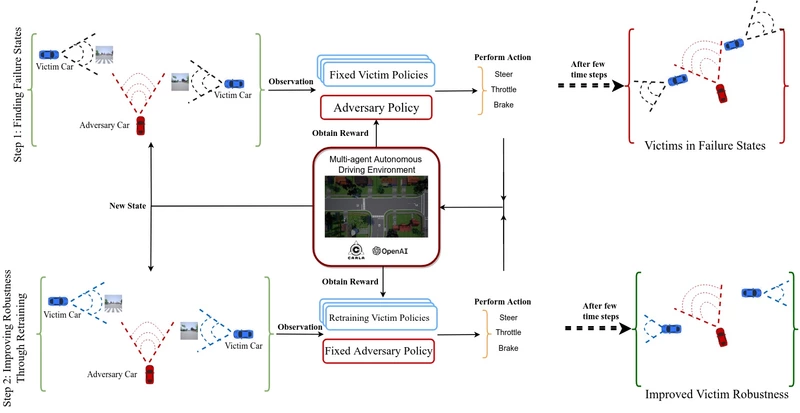 Step 1: Finding Failure States
Victim Car
Victim Car
Adversary Car
Observation
Fixed Victim Policies
Adversary Policy
Obtain Reward
Perform Action
Steer
Throttle
Brake
After few
time steps
Victims in Failure States
Multi-agent Autonomous
Driving Environment
CARLA
OpenAI
New State
Step 2: Improving Robustness
Through Retraining
Victim Car
Victim Car
Adversary Car
Observation
Obtain Reward
Retraining Victim Policies
Fixed Adversary Policy
Perform Action
Steer
Throttle
Brake
After few
time steps
Improved Victim Robustness